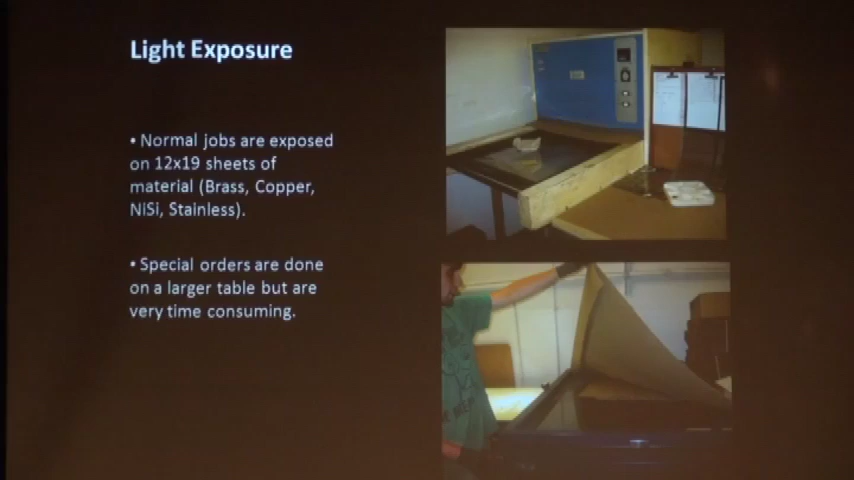 Light Exposure
• Normal jobs are exposed
on 12x19 sheets of
material (Brass, Copper,
NiSi, Stainless).
• Special orders are done
on a larger table but are
very time consuming.